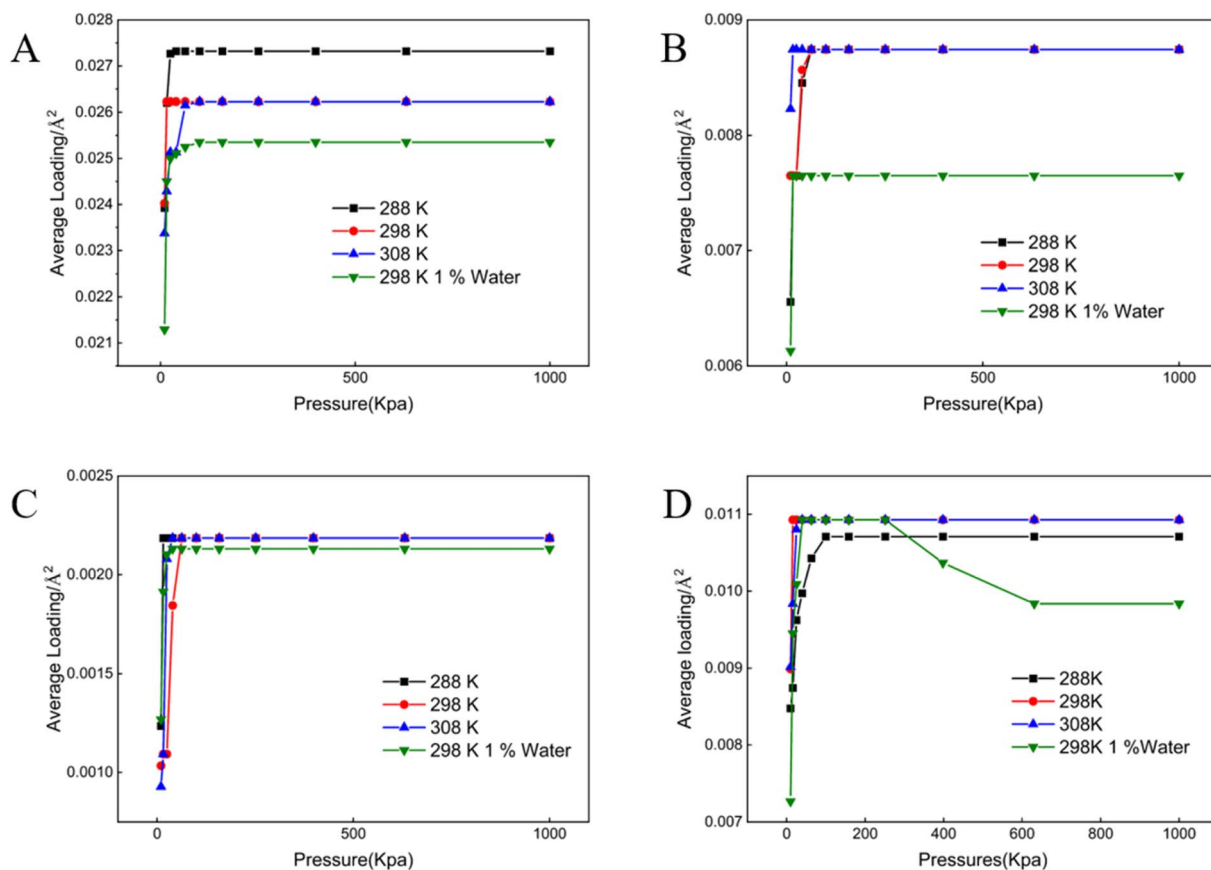 A
0.028
0.027
0.026
0.025
0.024
0.023
0.022
0.021
Average Loading/Å²
288 K
298 K
308 K
298 K 1 % Water
0
500
1000
Pressure(Kpa)
B
0.009
0.008
0.007
0.006
Average Loading/Å²
288 K
298 K
308 K
298 K 1% Water
0
500
1000
Pressure(Kpa)
C
0.0025
0.0020
0.0015
0.0010
Average Loading/Å²
288 K
298 K
308 K
298 K 1 % Water
0
500
1000
Pressure(Kpa)
D
0.011
0.010
0.009
0.008
0.007
Average loading/Å²
288K
298K
308K
298K 1 %Water
0
200
400
600
800
1000
Pressures(Kpa)